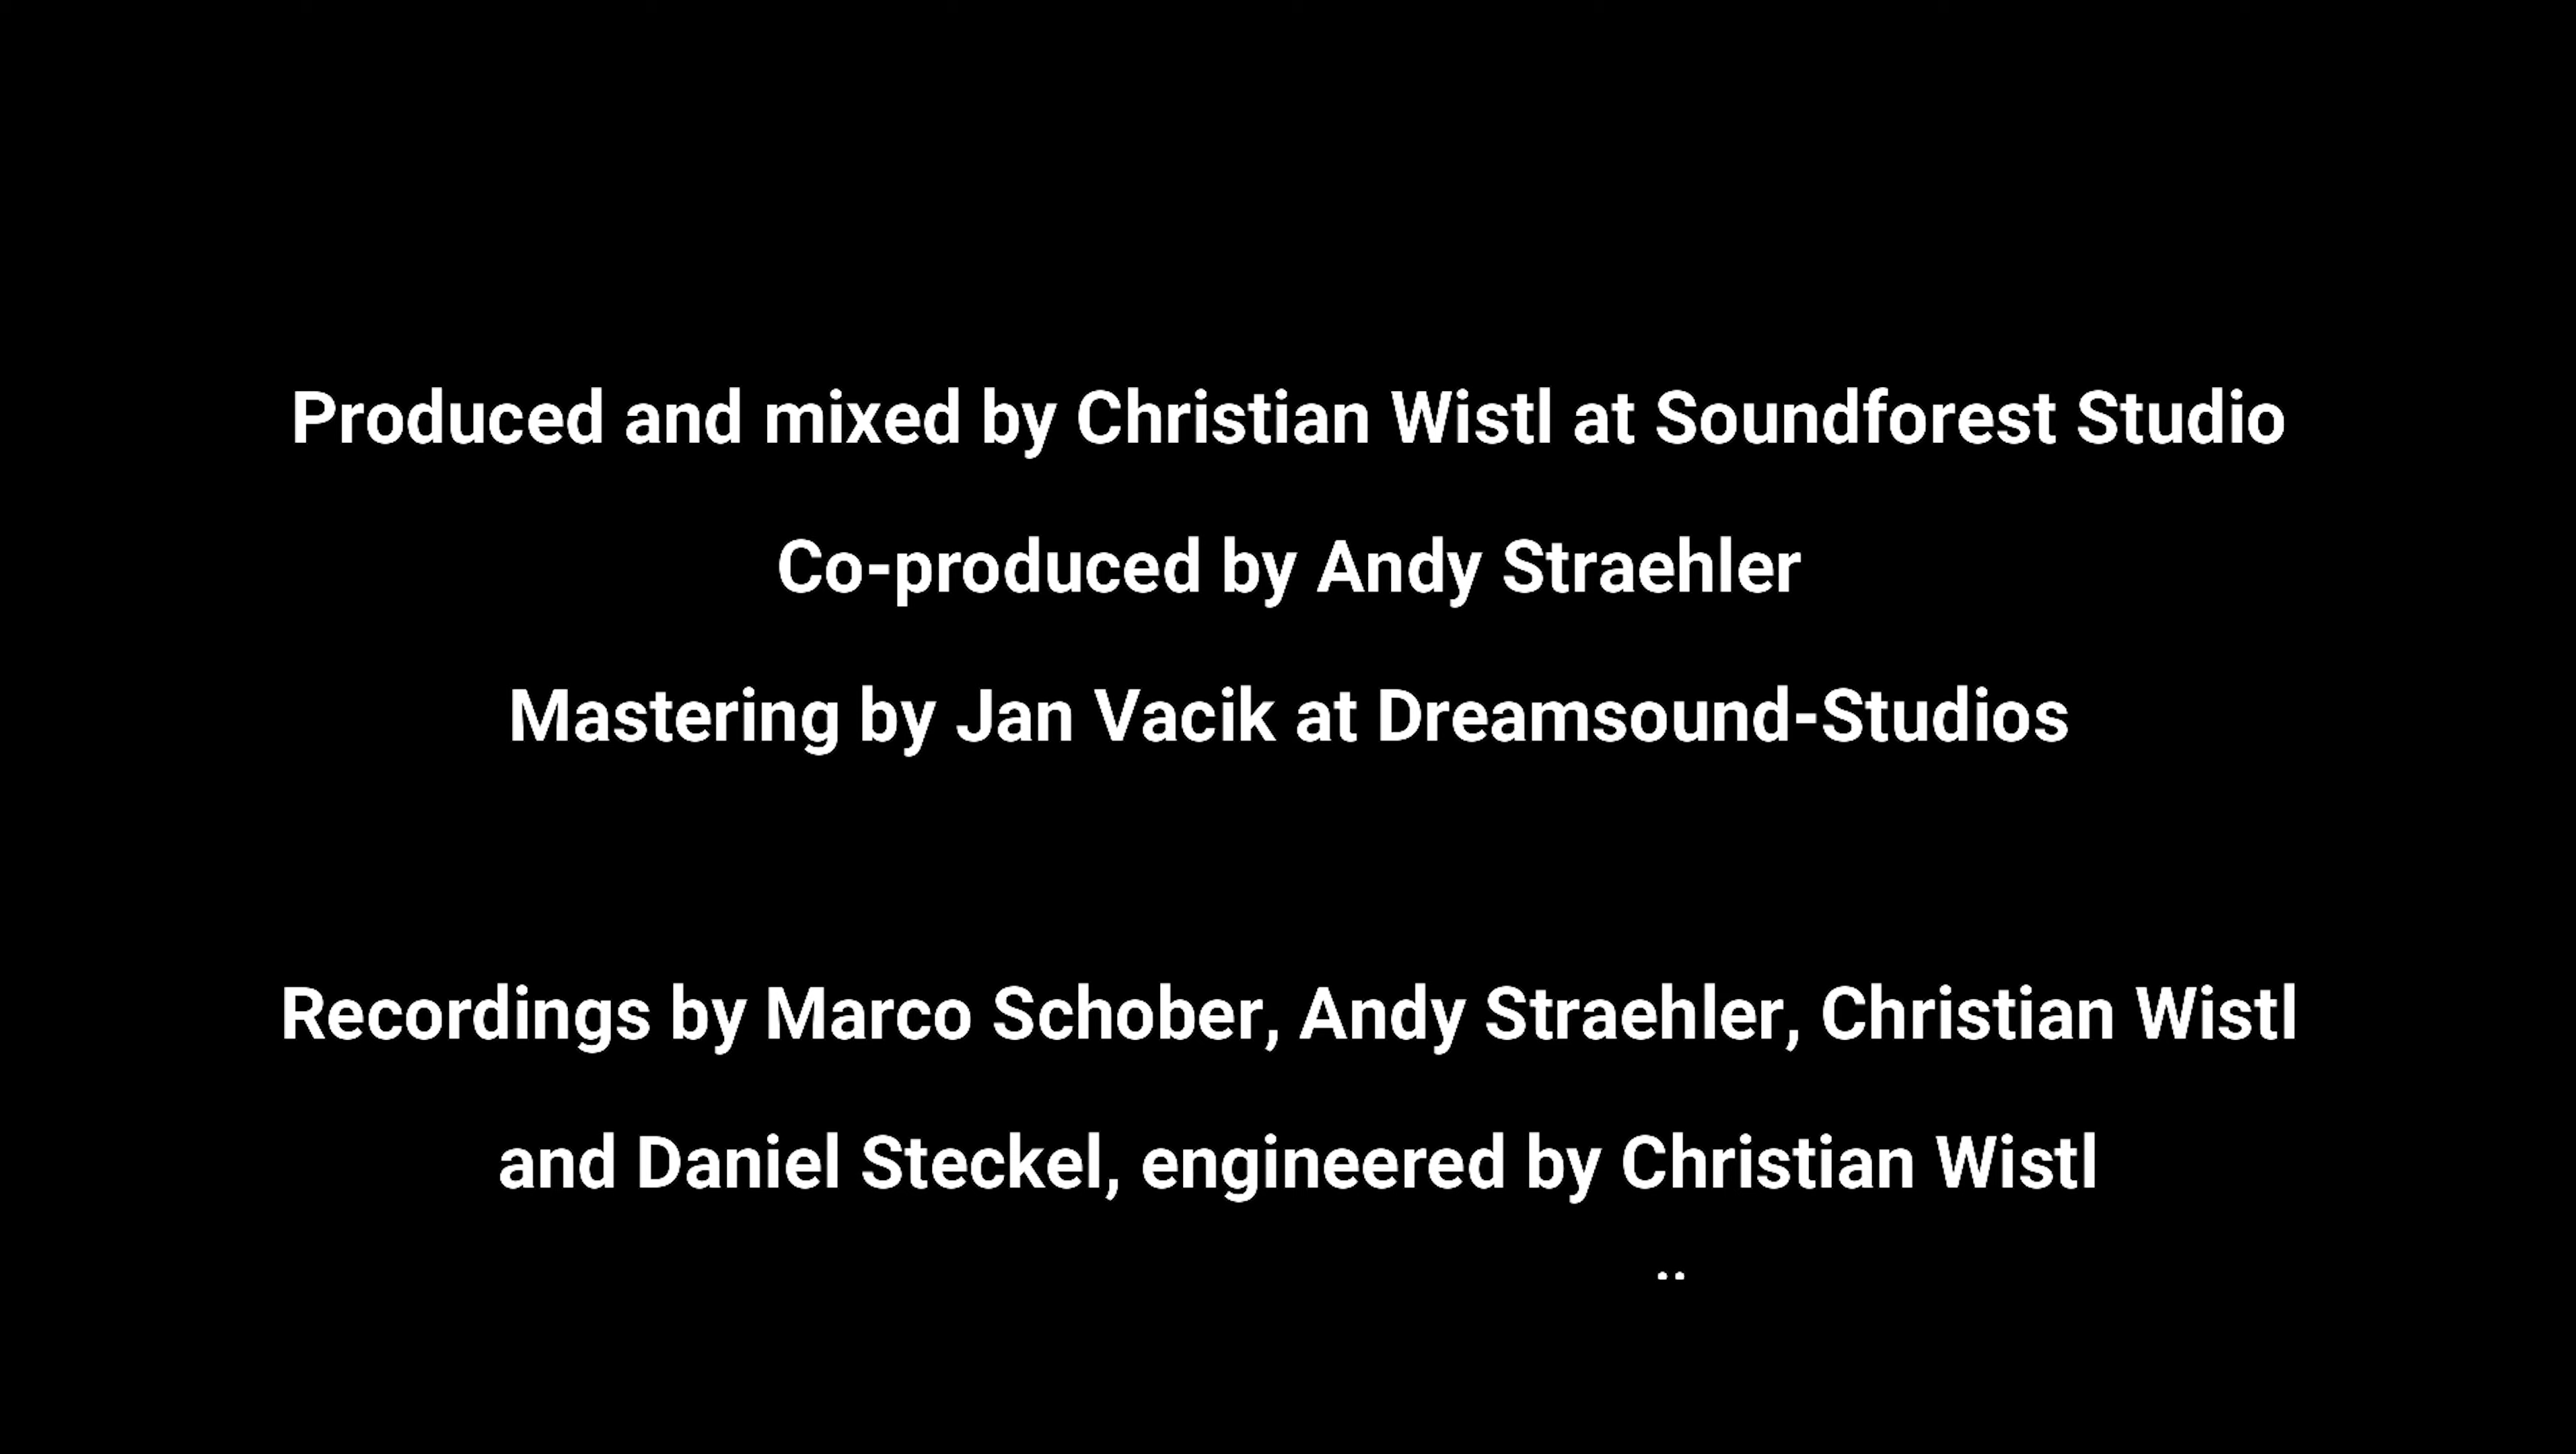 Produced and mixed by Christian Wistl at Soundforest Studio
Co-produced by Andy Straehler
Mastering by Jan Vacik at Dreamsound-Studios
Recordings by Marco Schober, Andy Straehler, Christian Wistl
and Daniel Steckel, engineered by Christian Wistl